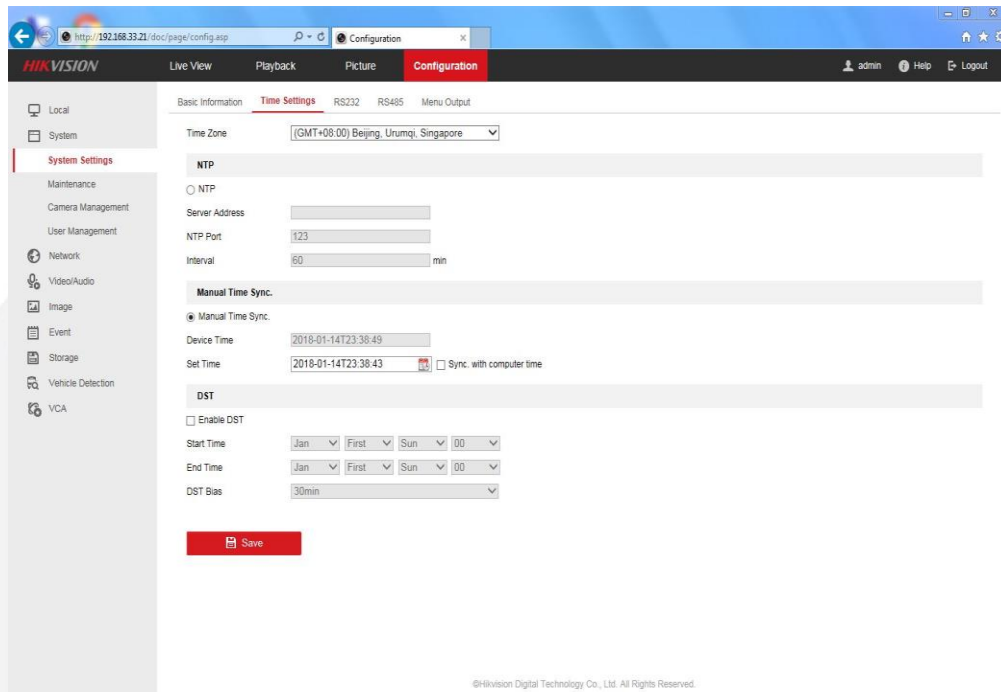 http://192.168.33.21/doc/page/config.asp
Configuration
HIKVISION Live View Playback Picture Configuration admin Help Logout
Local
System
System Settings
Maintenance
Camera Management
User Management
Network
Video/Audio
Image
Event
Storage
Vehicle Detection
VCA
Basic Information Time Settings RS232 RS485 Menu Output
Time Zone (GMT+08:00) Beijing, Urumqi, Singapore
NTP
NTP
Server Address
NTP Port 123
Interval 60 min
Manual Time Sync.
Manual Time Sync.
Device Time 2018-01-14T23:38:49
Set Time 2018-01-14T23:38:43 Sync. with computer time
DST
Enable DST
Start Time Jan First Sun 00
End Time Jan First Sun 00
DST Bias 30min
Save
©Hikvision Digital Technology Co., Ltd. All Rights Reserved.